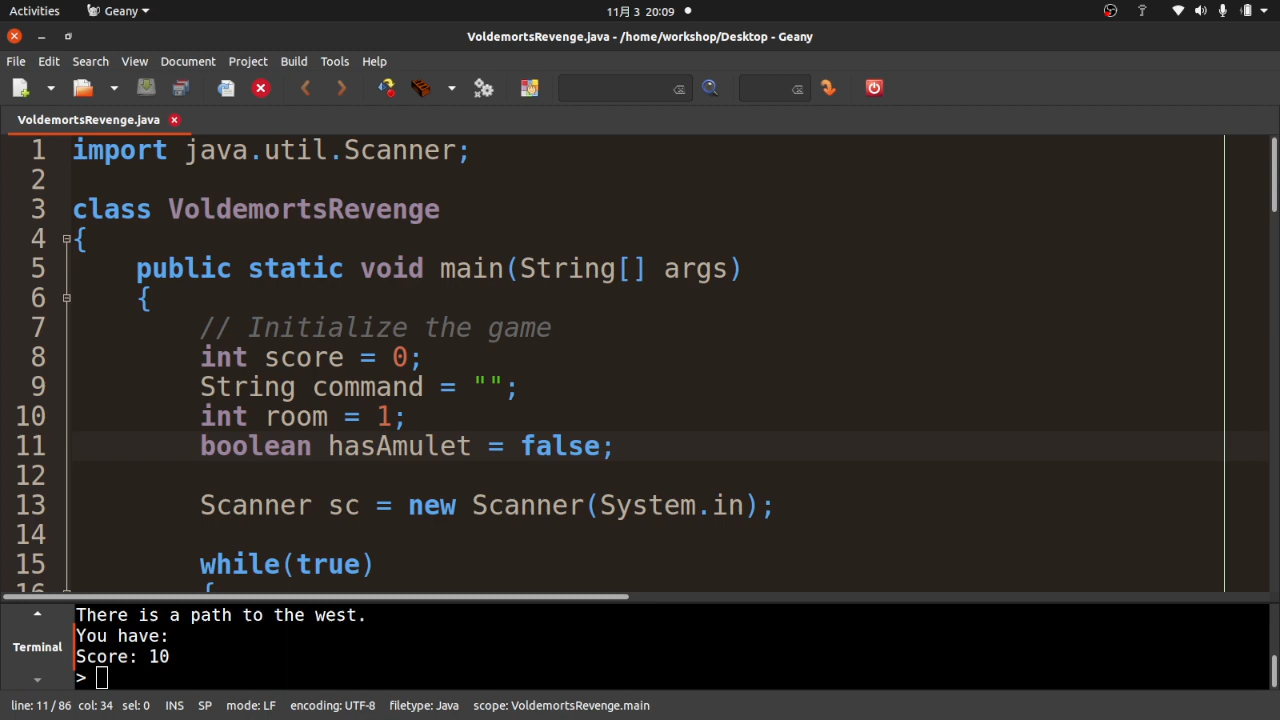 Activities Geany 11月 3 20:09
VoldemortsRevenge.java - /home/workshop/Desktop - Geany
File Edit Search View Document Project Build Tools Help
VoldemortsRevenge.java
1 import java.util.Scanner;
2
3 class VoldemortsRevenge
4 {
5 public static void main(String[] args)
6 {
7 // Initialize the game
8 int score = 0;
9 String command = "";
10 int room = 1;
11 boolean hasAmulet = false;
12
13 Scanner sc = new Scanner(System.in);
14
15 while(true)
16 {
There is a path to the west.
You have:
Terminal
Score: 10
>
line: 11 / 86 col: 34 sel: 0 INS SP mode: LF encoding: UTF-8 filetype: Java scope: VoldemortsRevenge.main